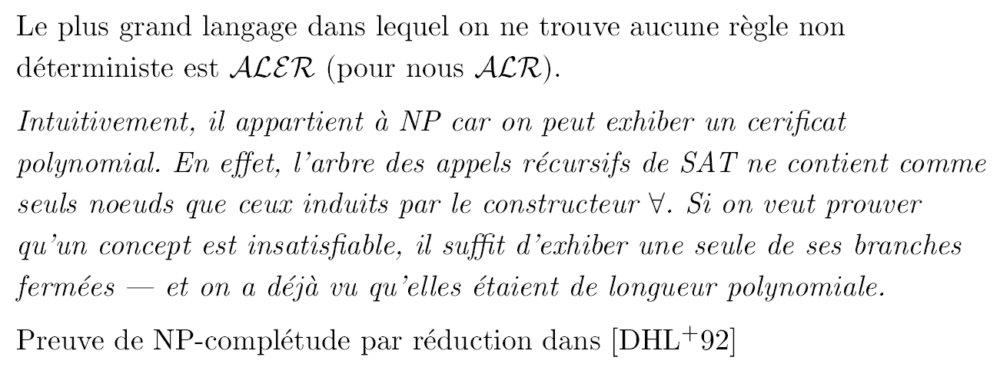 Le plus grand langage dans lequel on ne trouve aucune règle non
déterministe est 𝒜ℒℰℛ (pour nous 𝒜ℒℛ).
Intuitivement, il appartient à NP car on peut exhiber un cerificat
polynomial. En effet, l'arbre des appels récursifs de SAT ne contient comme
seuls noeuds que ceux induits par le constructeur ∀. Si on veut prouver
qu'un concept est insatisfiable, il suffit d'exhiber une seule de ses branches
fermées — et on a déjà vu qu'elles étaient de longueur polynomiale.
Preuve de NP-complétude par réduction dans [DHL⁺92]